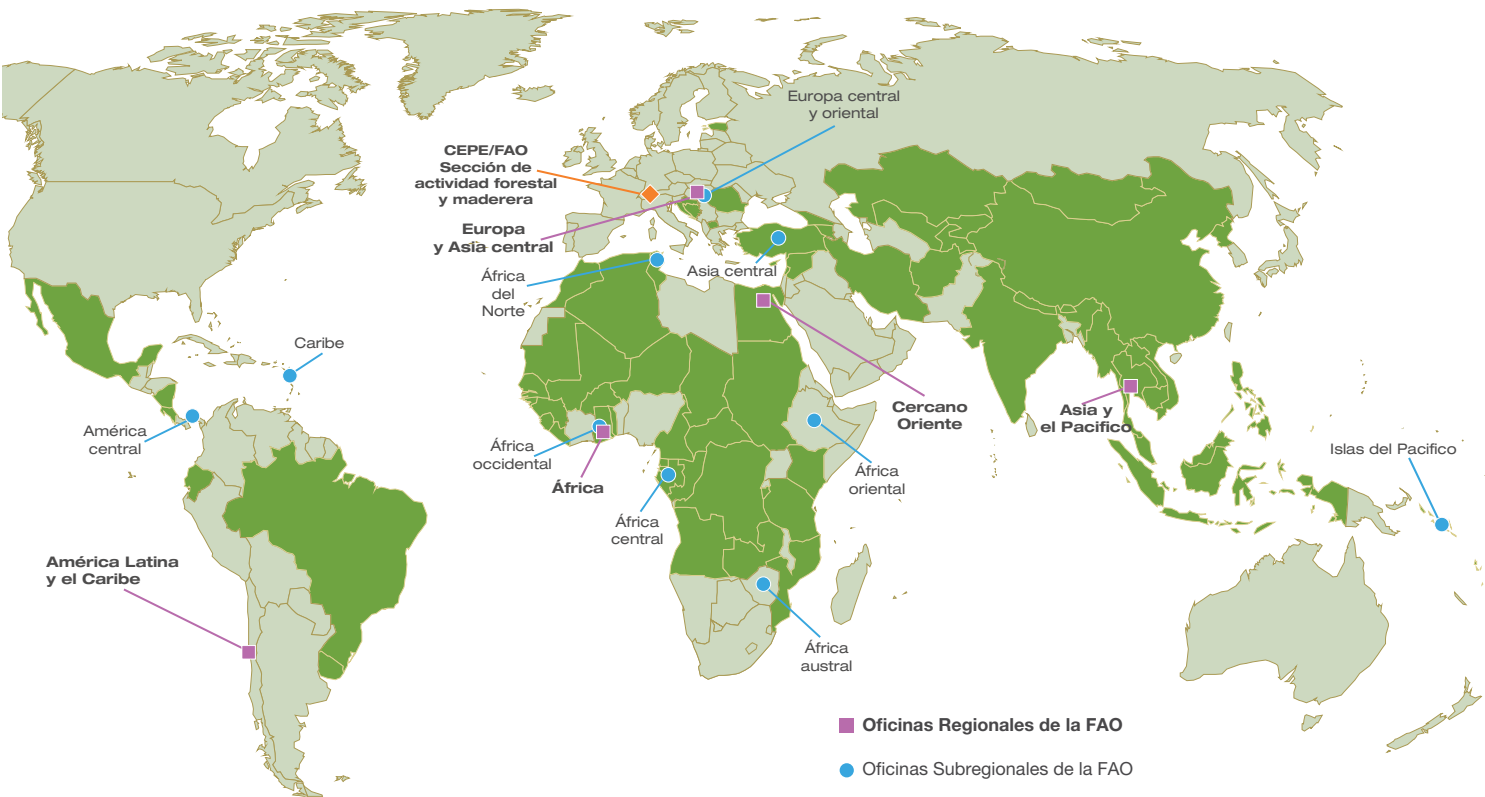 Europa central
y oriental
CEPE/FAO
Sección de
actividad forestal
y maderera
Europa
y Asia central
África
del
Norte
Asia central
Caribe
América
central
África
occidental
África
África
central
Cercano
Oriente
África
oriental
Asia y
el Pacifico
Islas del Pacifico
América Latina
y el Caribe
África
austral
Oficinas Regionales de la FAO
Oficinas Subregionales de la FAO